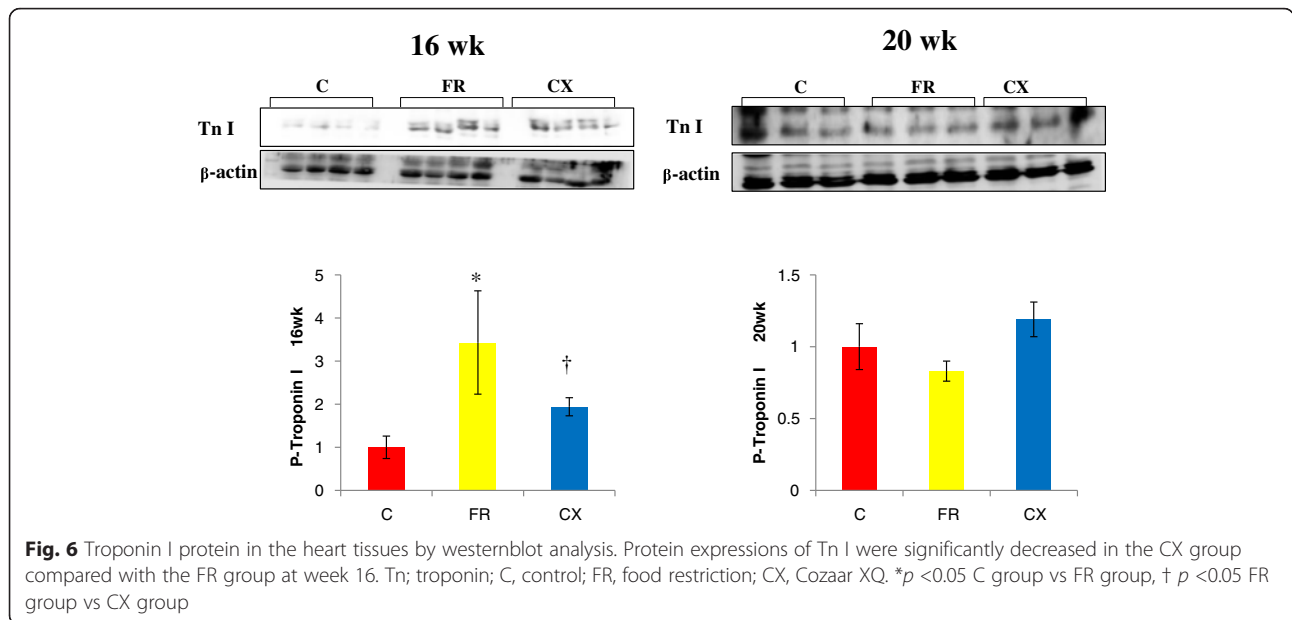 16 wk
20 wk
C FR CX
C FR CX
Tn I
Tn I
β-actin
β-actin
5
4
3
2
1
0
P-Troponin I 16wk
*
†
C FR CX
1.5
1
0.5
0
P-Troponin I 20wk
C FR CX
Fig. 6 Troponin I protein in the heart tissues by westernblot analysis. Protein expressions of Tn I were significantly decreased in the CX group
compared with the FR group at week 16. Tn; troponin; C, control; FR, food restriction; CX, Cozaar XQ. *p <0.05 C group vs FR group, † p <0.05 FR
group vs CX group